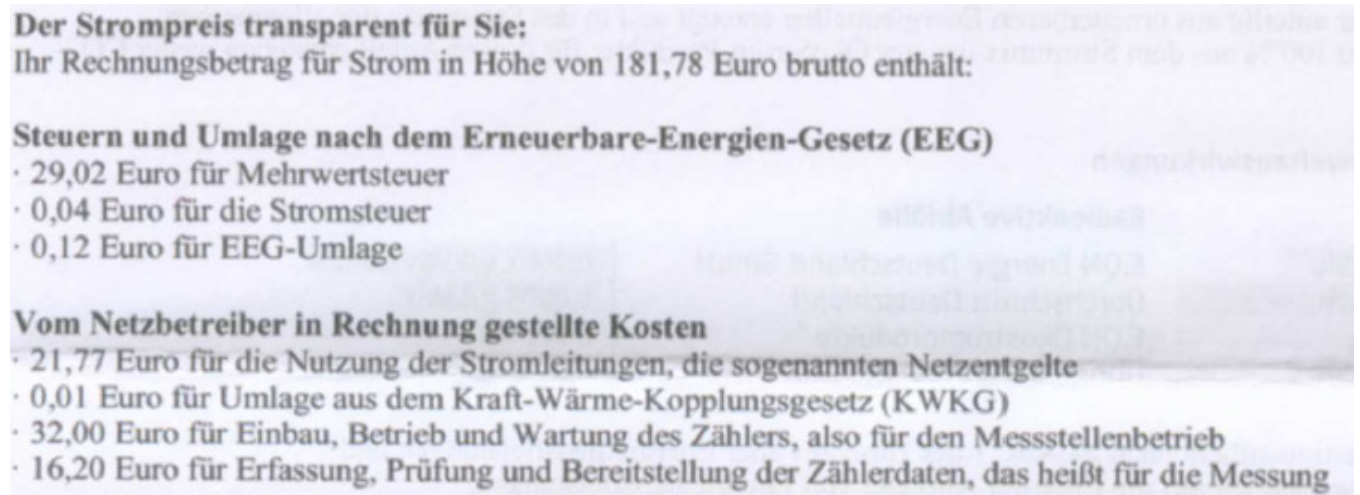 Der Strompreis transparent für Sie:
Ihr Rechnungsbetrag für Strom in Höhe von 181,78 Euro brutto enthält:
Steuern und Umlage nach dem Erneuerbare-Energien-Gesetz (EEG)
· 29,02 Euro für Mehrwertsteuer
· 0,04 Euro für die Stromsteuer
· 0,12 Euro für EEG-Umlage
Vom Netzbetreiber in Rechnung gestellte Kosten
· 21,77 Euro für die Nutzung der Stromleitungen, die sogenannten Netzentgelte
· 0,01 Euro für Umlage aus dem Kraft-Wärme-Kopplungsgesetz (KWKG)
· 32,00 Euro für Einbau, Betrieb und Wartung des Zählers, also für den Messstellenbetrieb
· 16,20 Euro für Erfassung, Prüfung und Bereitstellung der Zählerdaten, das heißt für die Messung